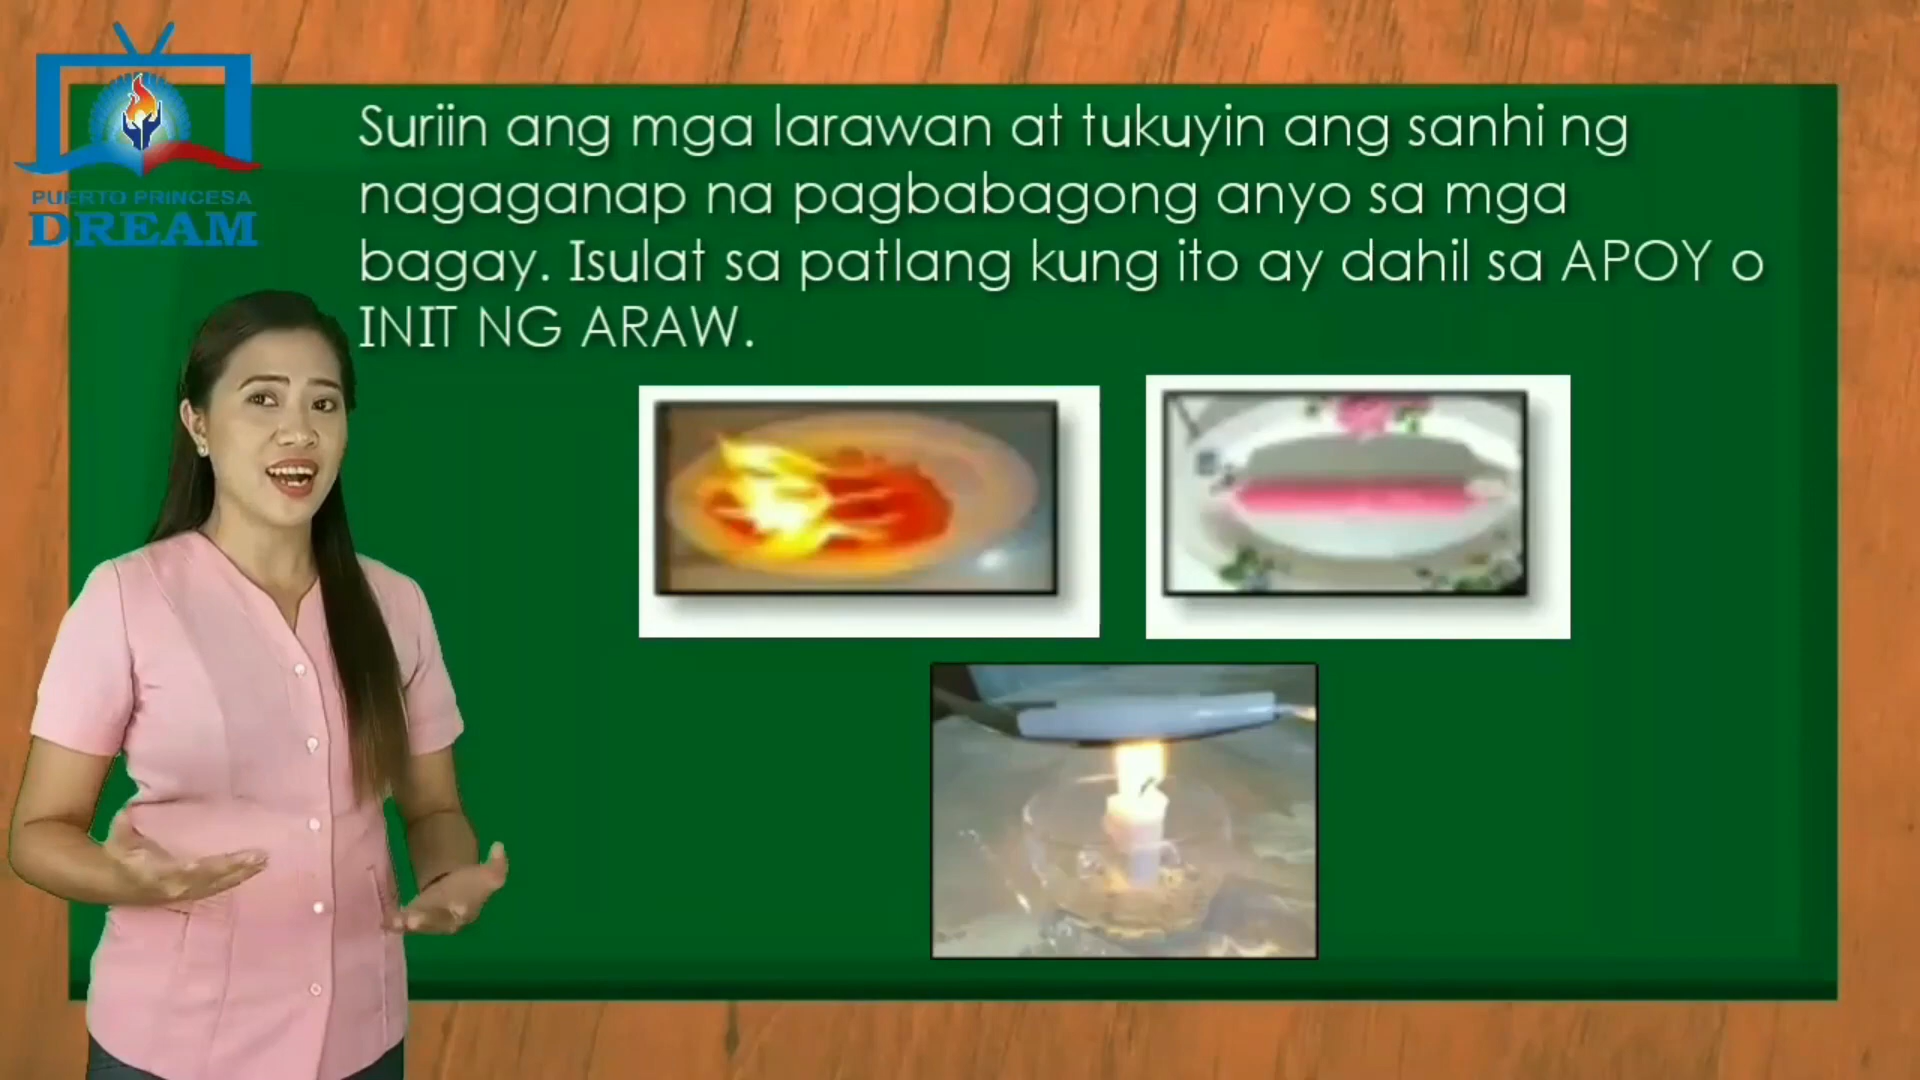 PUERTO PRINCESA
DREAM
Suriin ang mga larawan at tukuyin ang sanhi ng
nagaganap na pagbabagong anyo sa mga
bagay. Isulat sa patlang kung ito ay dahil sa APOY o
INIT NG ARAW.